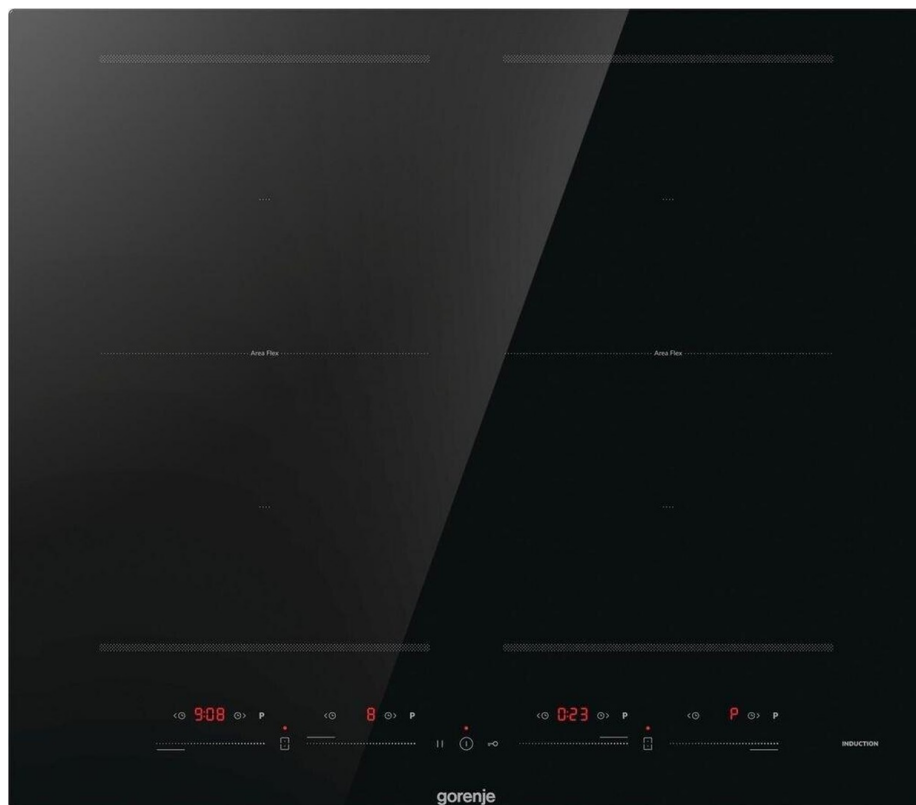 Area Flex
Area Flex
9:08 P 8 P 0:23 P P P
INDUCTION
gorenje